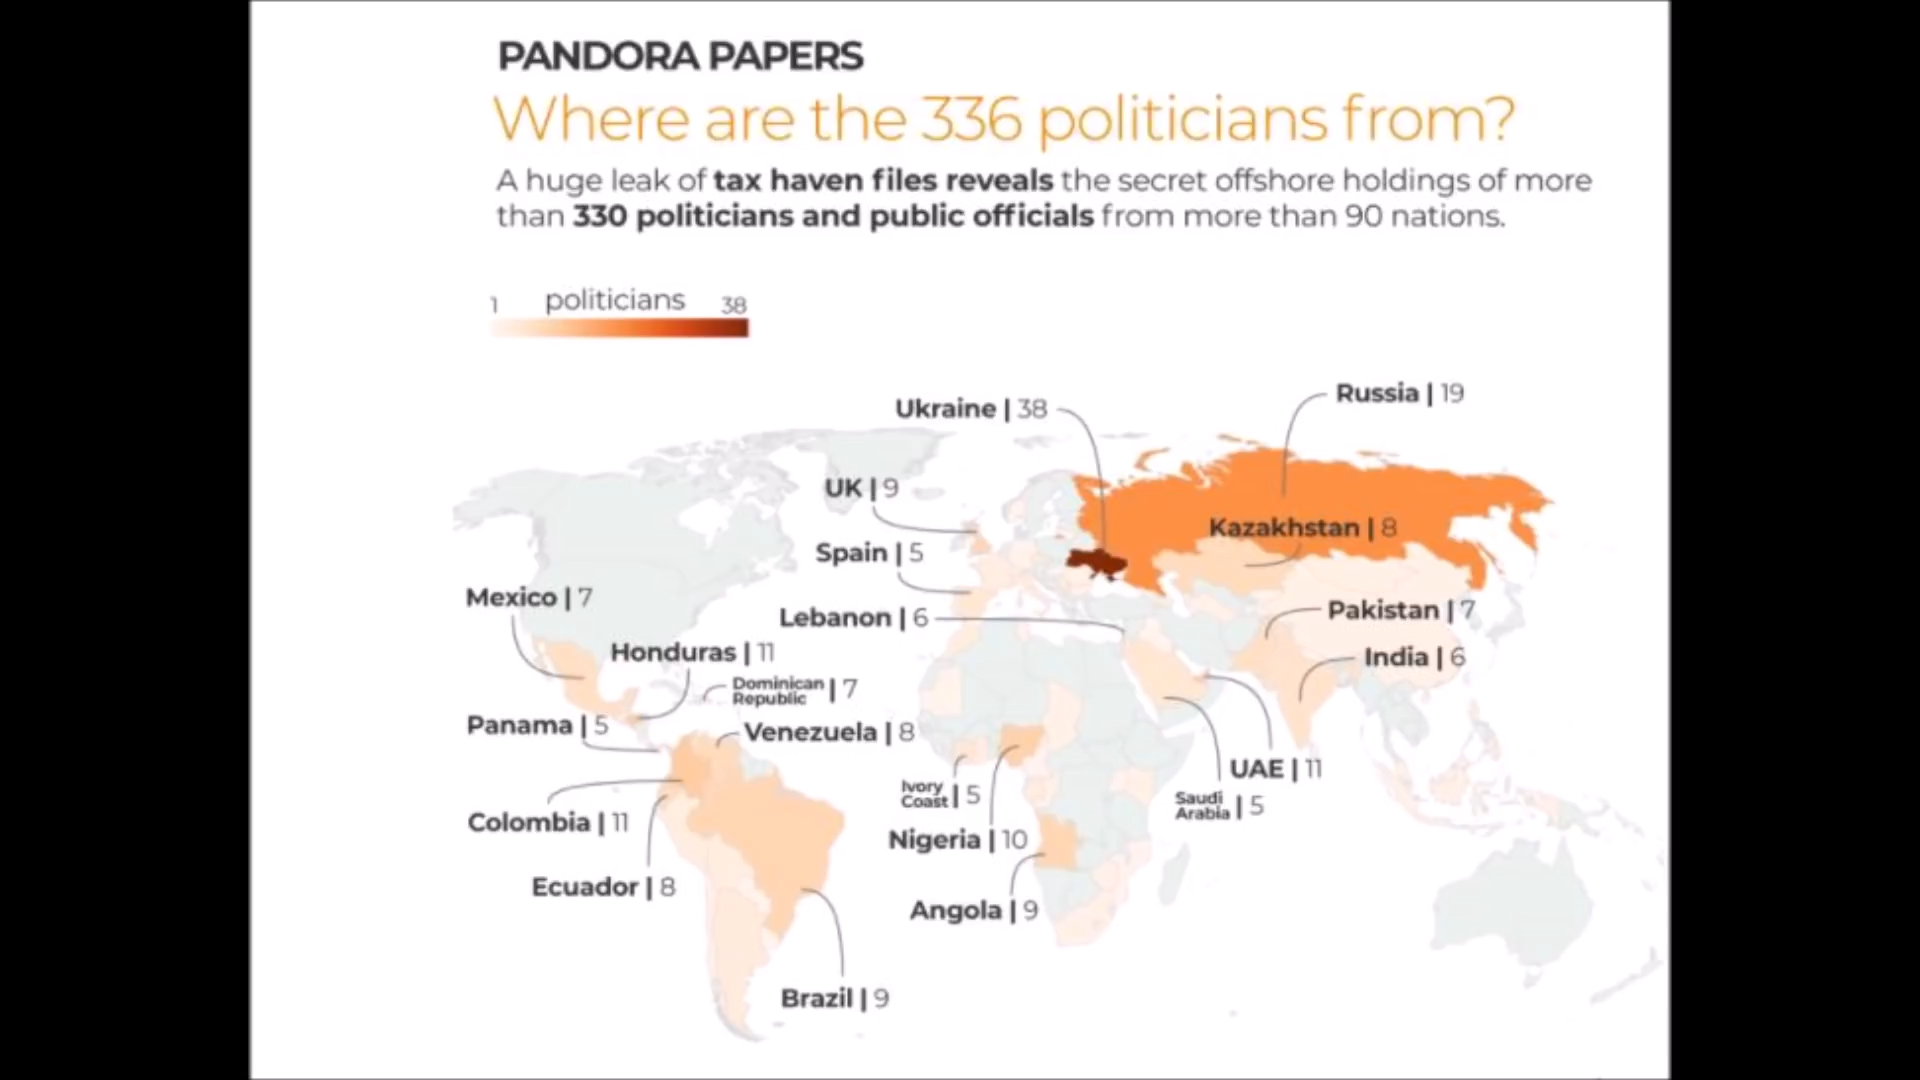 PANDORA PAPERS
Where are the 336 politicians from?
A huge leak of tax haven files reveals the secret offshore holdings of more
than 330 politicians and public officials from more than 90 nations.
1 politicians 38
Russia | 19
Ukraine | 38
UK | 9
Kazakhstan | 8
Spain | 5
Mexico | 7
Pakistan | 7
Lebanon | 6
Honduras | 11
India | 6
Dominican
Republic | 7
Panama | 5
Venezuela | 8
UAE | 11
Ivory
Coast | 5
Saudi
Arabia | 5
Colombia | 11
Nigeria | 10
Ecuador | 8
Angola | 9
Brazil | 9